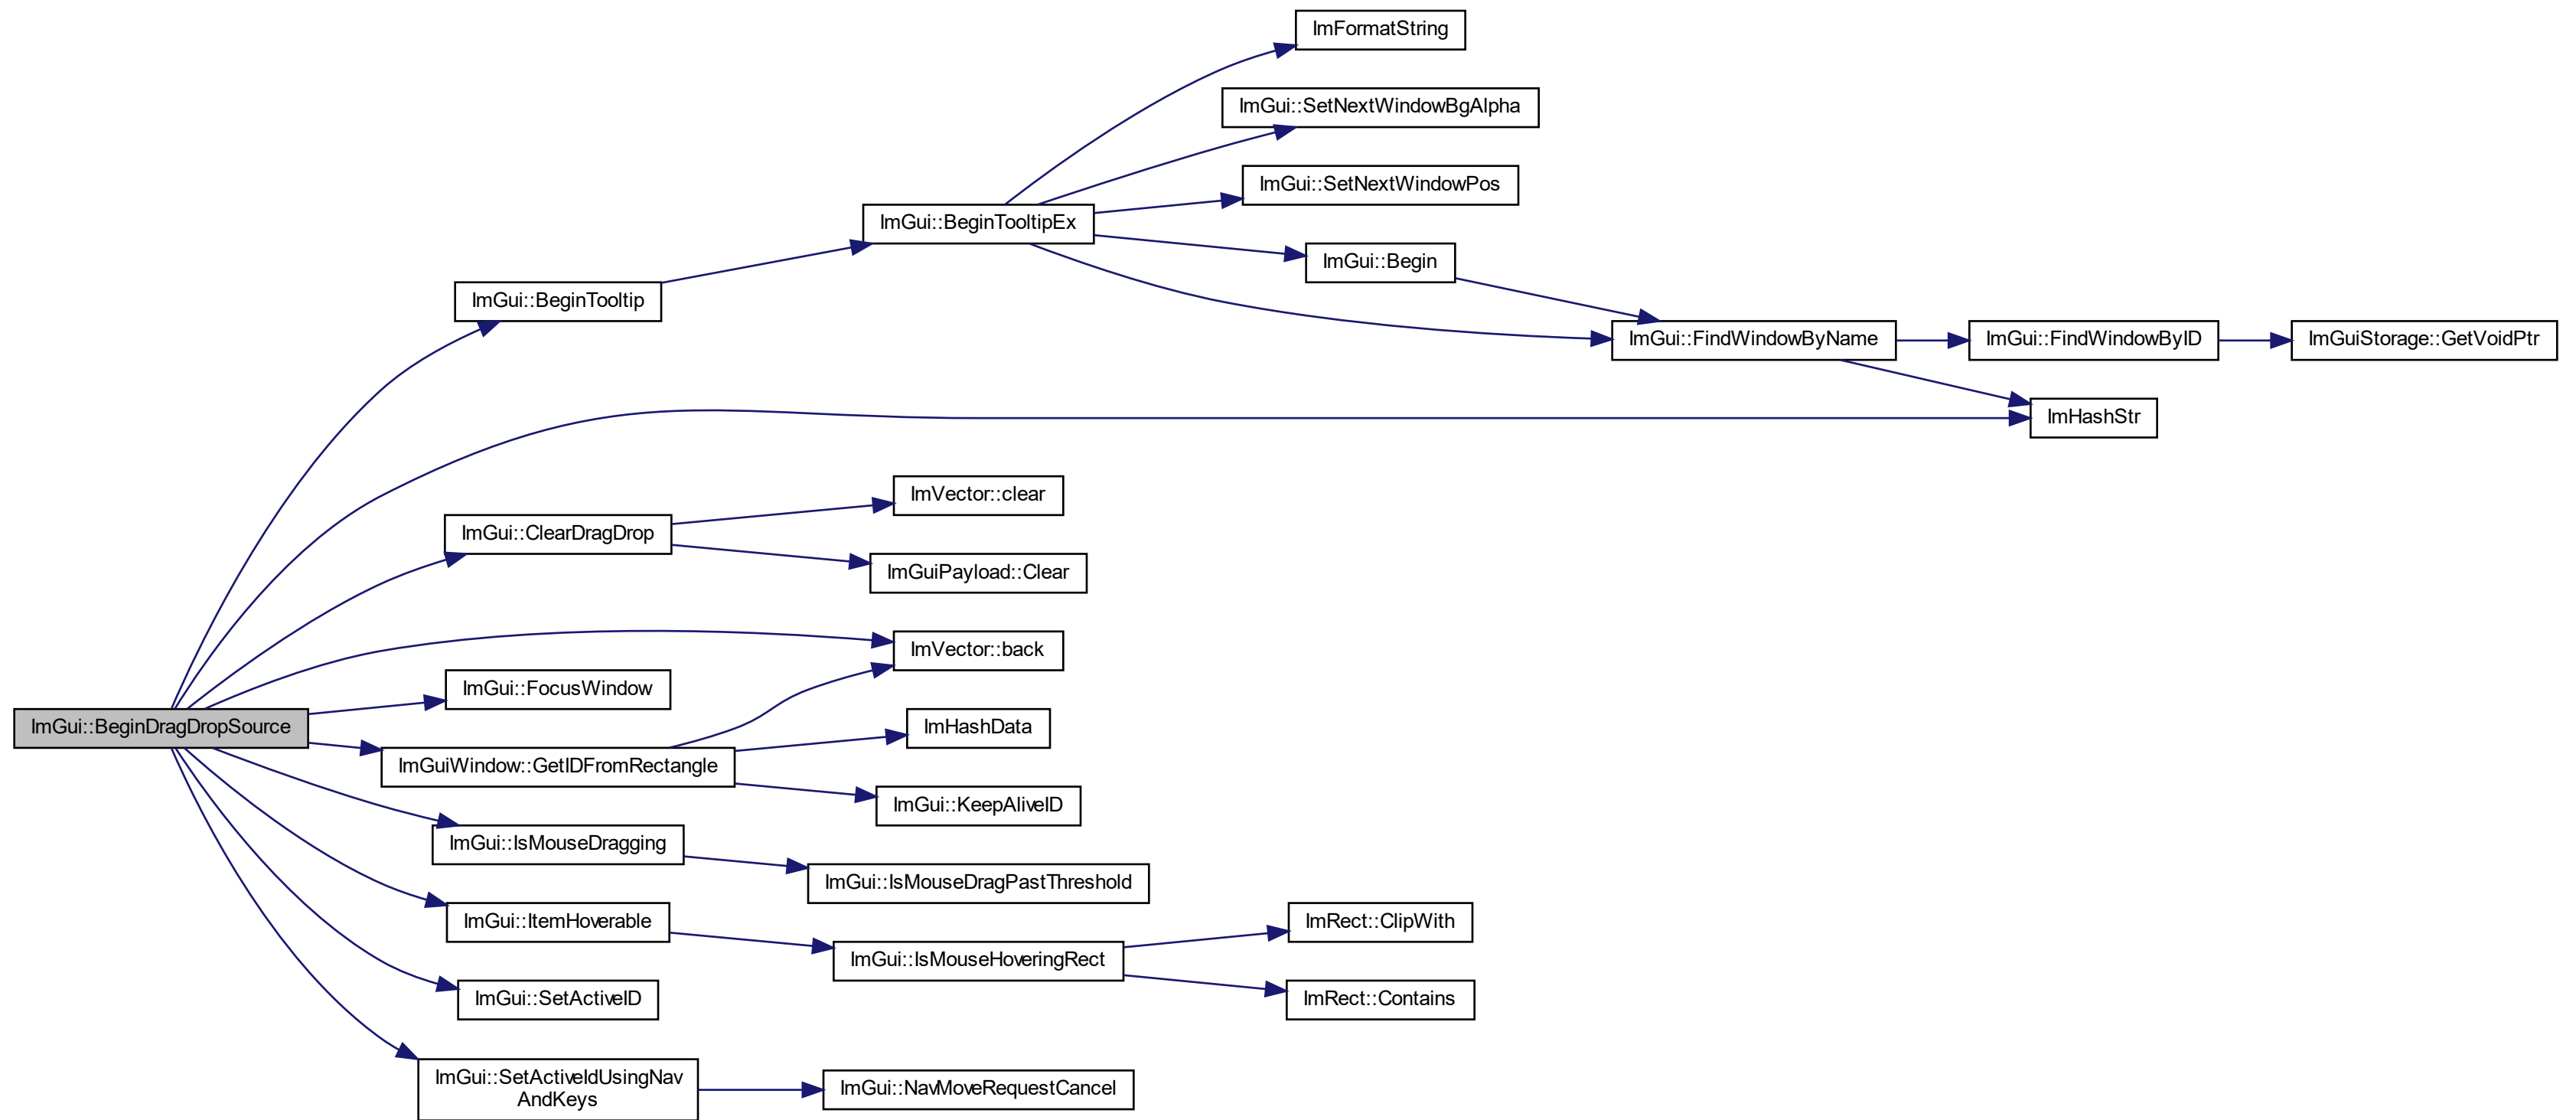 ImFormatString
ImGui::SetNextWindowBgAlpha
ImGui::SetNextWindowPos
ImGui::BeginTooltipEx
ImGui::Begin
ImGui::BeginTooltip
ImGui::FindWindowByName
ImGui::FindWindowByID
ImGuiStorage::GetVoidPtr
ImHashStr
ImVector::clear
ImGui::ClearDragDrop
ImGuiPayload::Clear
ImVector::back
ImGui::FocusWindow
ImGui::BeginDragDropSource
ImHashData
ImGuiWindow::GetIDFromRectangle
ImGui::KeepAliveID
ImGui::IsMouseDragging
ImGui::IsMouseDragPastThreshold
ImGui::ItemHoverable
ImRect::ClipWith
ImGui::IsMouseHoveringRect
ImGui::SetActiveID
ImRect::Contains
ImGui::SetActiveIdUsingNav
AndKeys
ImGui::NavMoveRequestCancel